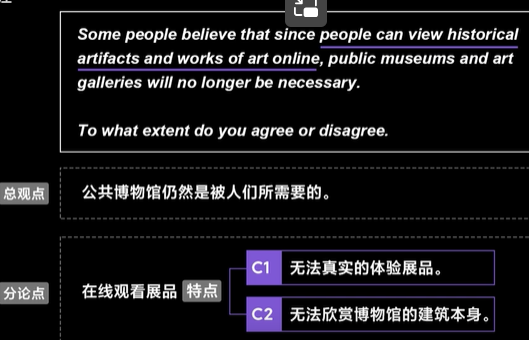 Some people believe that since people can view historical
artifacts and works of art online, public museums and art
galleries will no longer be necessary.
To what extent do you agree or disagree.
总观点
公共博物馆仍然是被人们所需要的。
分论点
在线观看展品 特点
C1 无法真实的体验展品。
C2 无法欣赏博物馆的建筑本身。